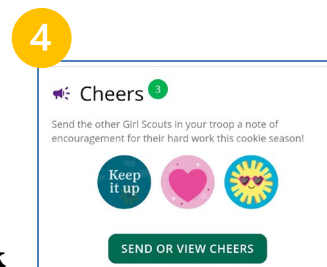 4
Cheers 3
Send the other Girl Scouts in your troop a note of
encouragement for their hard work this cookie season!
Keep
it up
SEND OR VIEW CHEERS